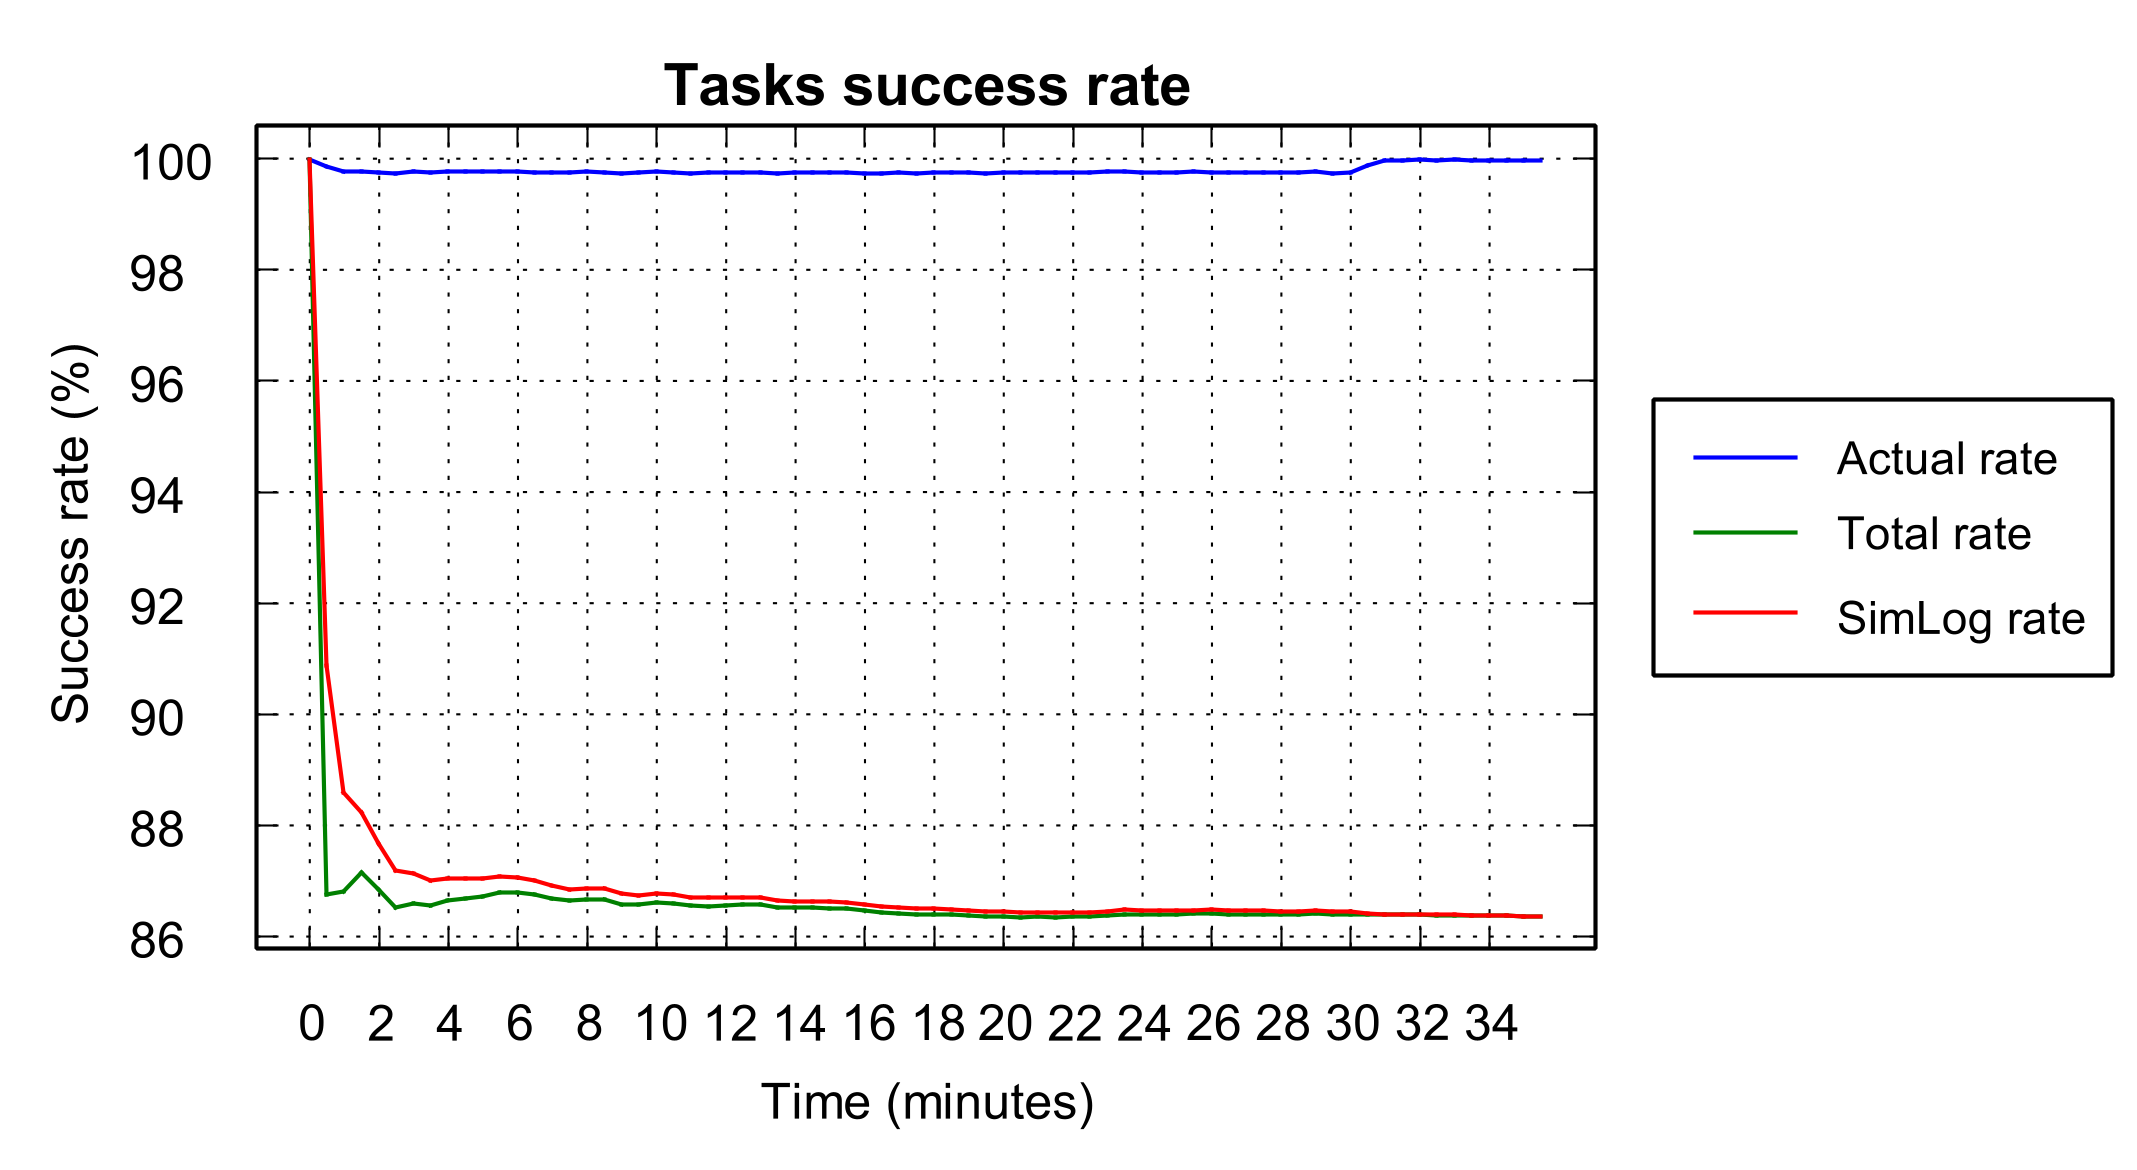 Tasks success rate
100
98
96
94
92
90
88
86
Success rate (%)
0 2 4 6 8 10 12 14 16 18 20 22 24 26 28 30 32 34
Time (minutes)
Actual rate
Total rate
SimLog rate